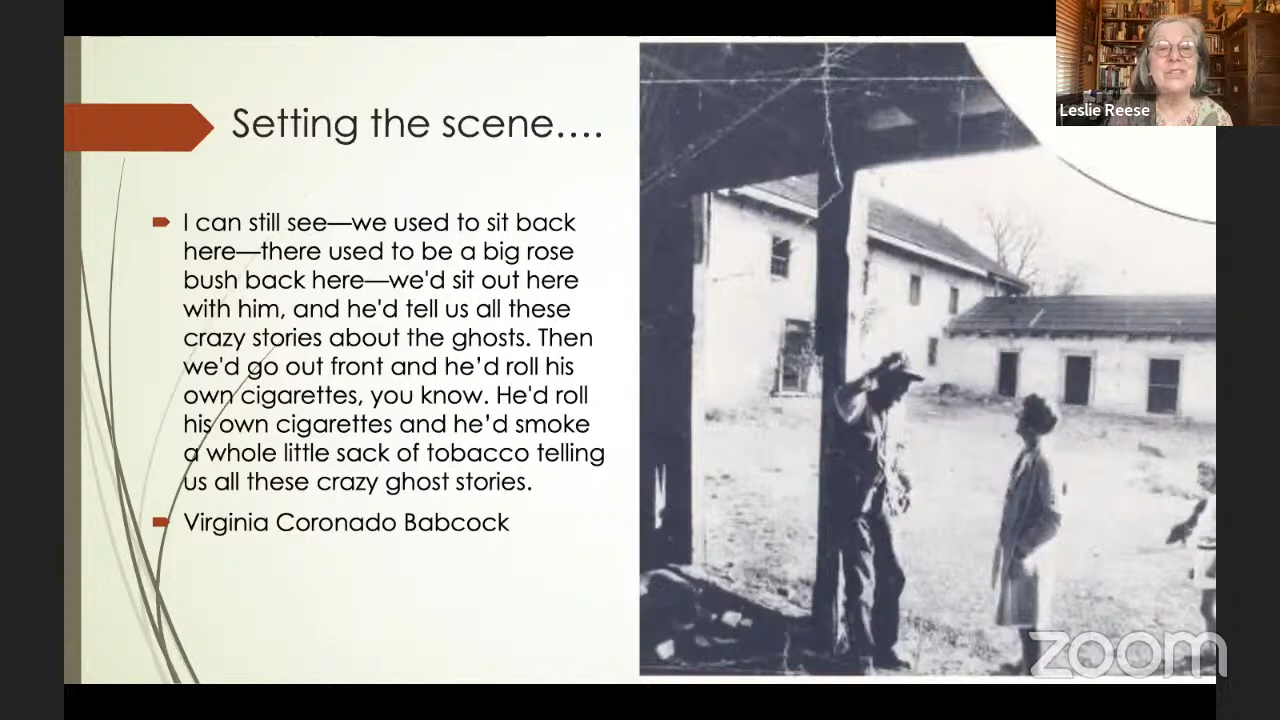 Setting the scene….
I can still see—we used to sit back
here—there used to be a big rose
bush back here—we'd sit out here
with him, and he'd tell us all these
crazy stories about the ghosts. Then
we'd go out front and he’d roll his
own cigarettes, you know. He'd roll
his own cigarettes and he’d smoke
a whole little sack of tobacco telling
us all these crazy ghost stories.
Virginia Coronado Babcock
Leslie Reese
zoom